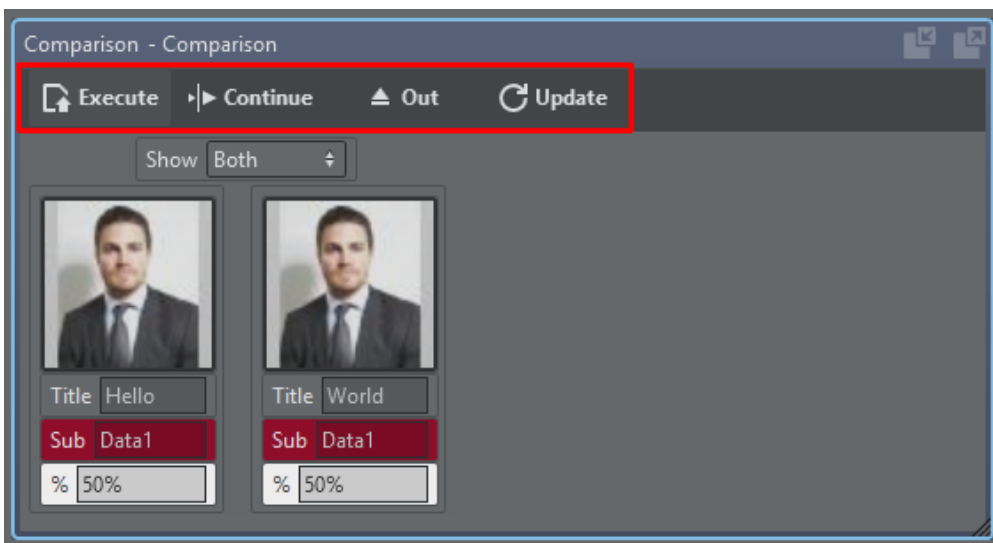 Comparison - Comparison
Execute Continue Out Update
Show Both
Title Hello Title World
Sub Data1 Sub Data1
% 50% % 50%